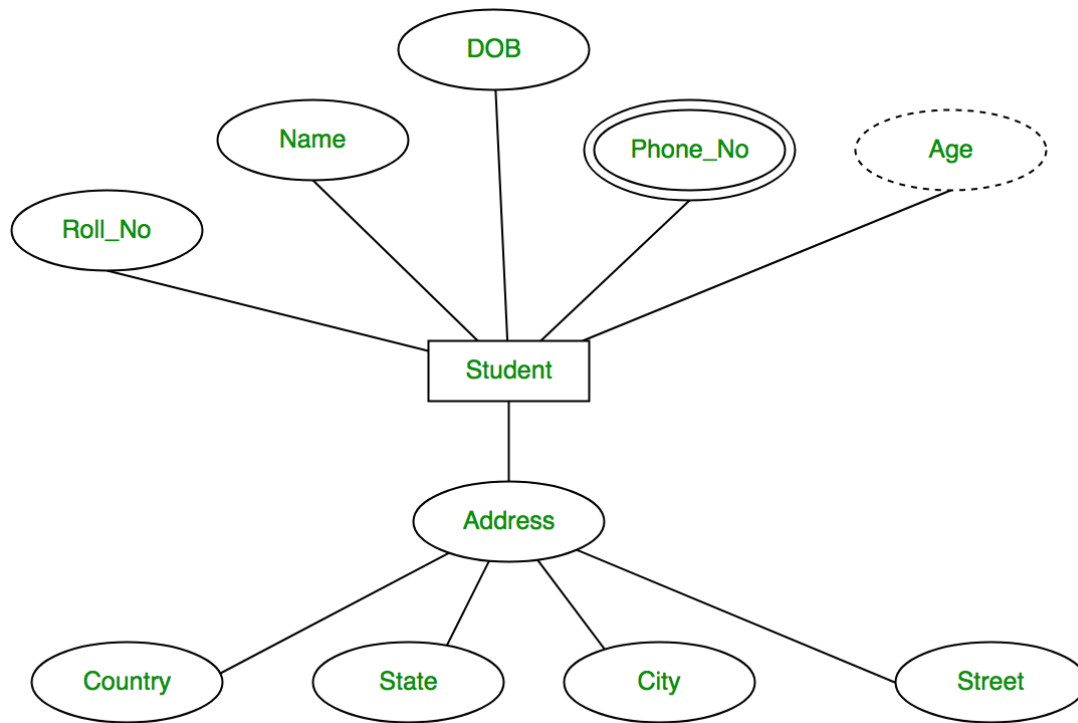 DOB
Name
Phone_No
Age
Roll_No
Student
Address
Country
State
City
Street